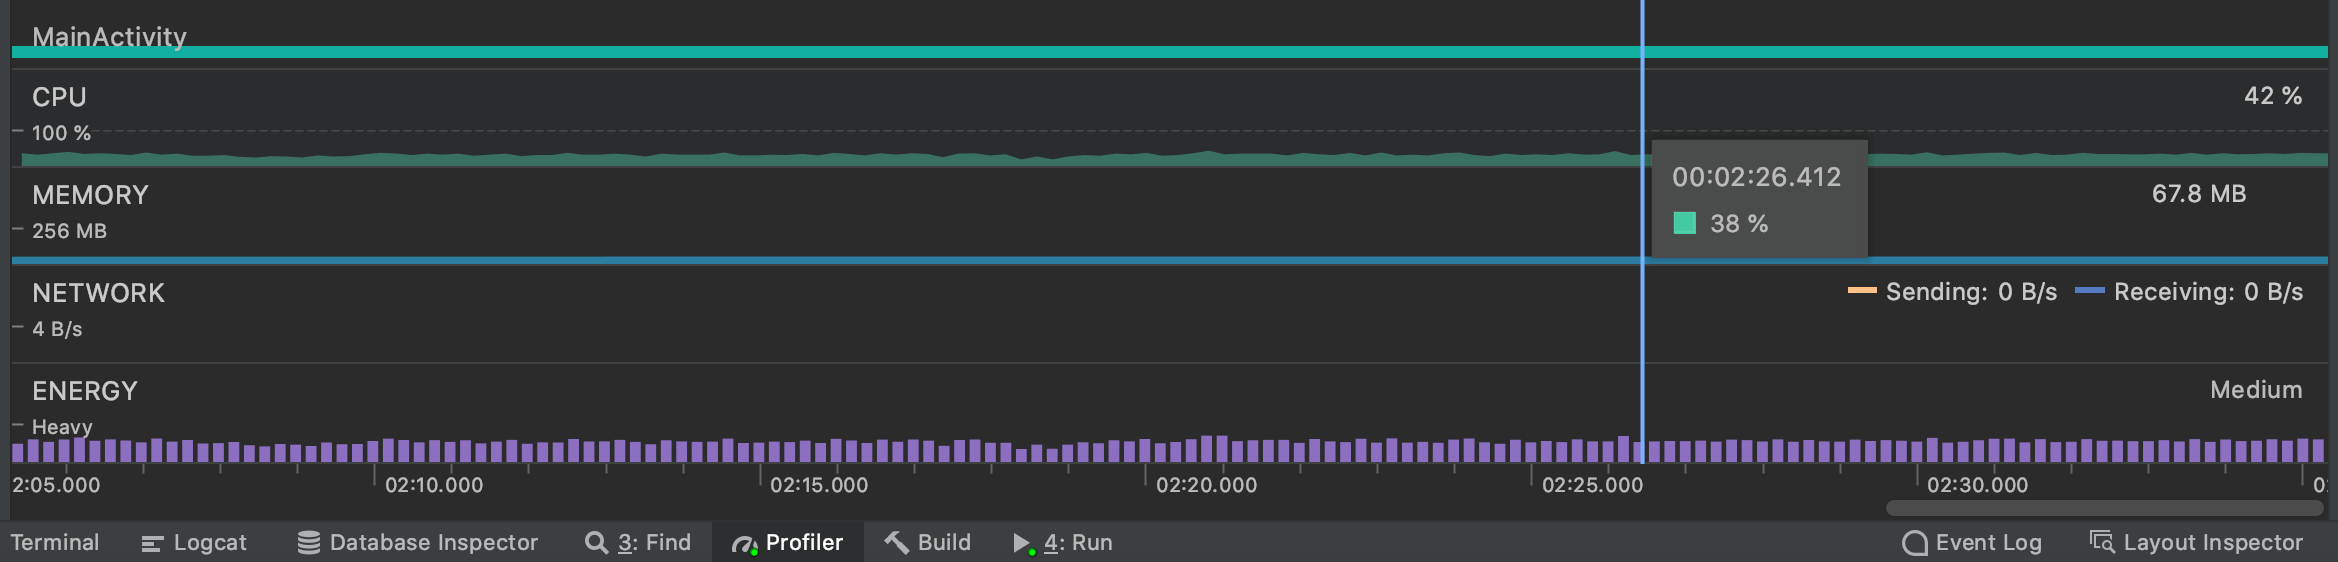 MainActivity
CPU
42 %
100 %
00:02:26.412
38 %
MEMORY
67.8 MB
256 MB
NETWORK
Sending: 0 B/s
Receiving: 0 B/s
4 B/s
ENERGY
Medium
Heavy
2:05.000 02:10.000 02:15.000 02:20.000 02:25.000 02:30.000
Terminal Logcat Database Inspector 3: Find Profiler Build 4: Run Event Log Layout Inspector